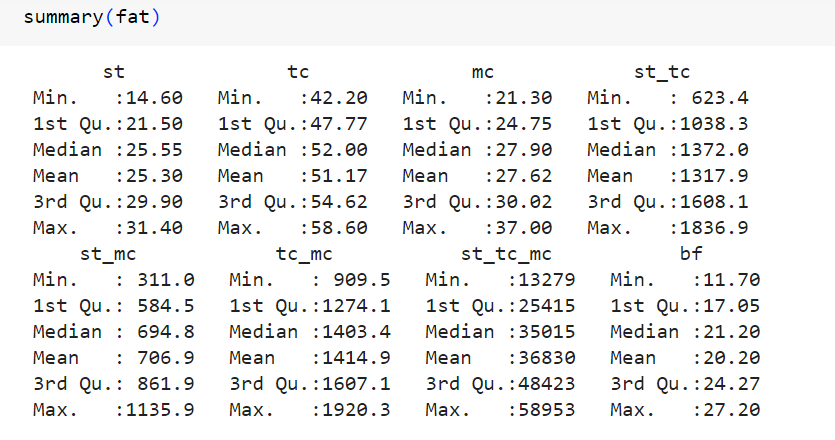 summary(fat)
st tc mc st_tc
Min. :14.60 Min. :42.20 Min. :21.30 Min. : 623.4
1st Qu.:21.50 1st Qu.:47.77 1st Qu.:24.75 1st Qu.:1038.3
Median :25.55 Median :52.00 Median :27.90 Median :1372.0
Mean :25.30 Mean :51.17 Mean :27.62 Mean :1317.9
3rd Qu.:29.90 3rd Qu.:54.62 3rd Qu.:30.02 3rd Qu.:1608.1
Max. :31.40 Max. :58.60 Max. :37.00 Max. :1836.9
st_mc tc_mc st_tc_mc bf
Min. : 311.0 Min. : 909.5 Min. :13279 Min. :11.70
1st Qu.: 584.5 1st Qu.:1274.1 1st Qu.:25415 1st Qu.:17.05
Median : 694.8 Median :1403.4 Median :35015 Median :21.20
Mean : 706.9 Mean :1414.9 Mean :36830 Mean :20.20
3rd Qu.: 861.9 3rd Qu.:1607.1 3rd Qu.:48423 3rd Qu.:24.27
Max. :1135.9 Max. :1920.3 Max. :58953 Max. :27.20